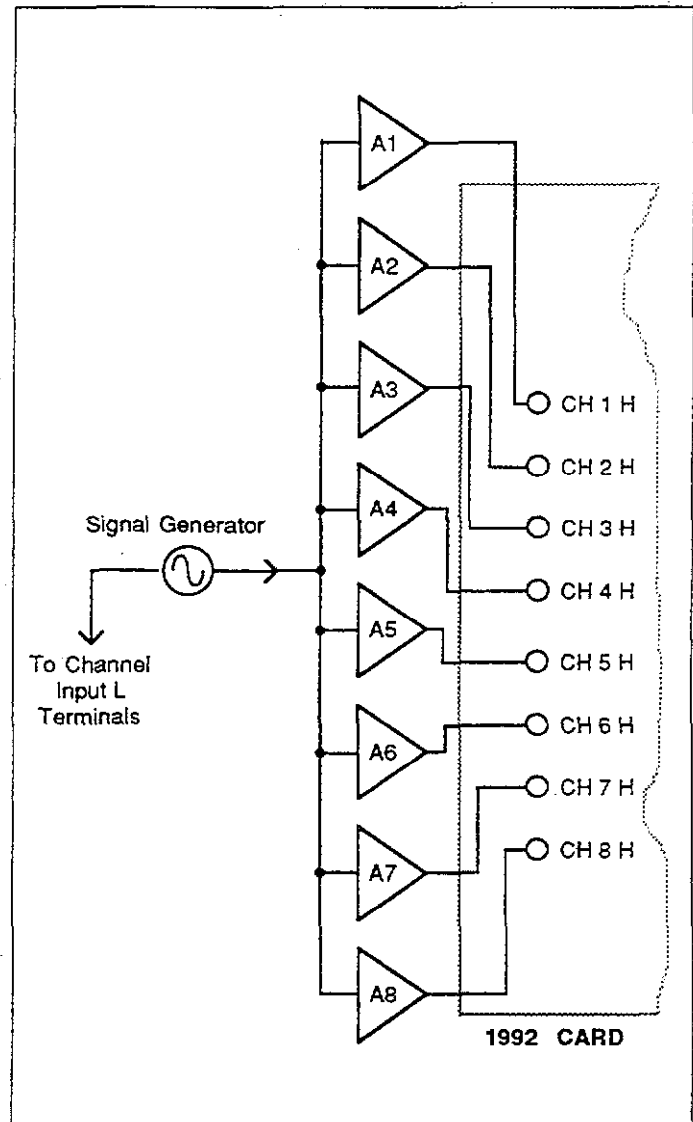 A1
A2
A3
A4
A5
A6
A7
A8
Signal Generator
To Channel
Input L
Terminals
CH 1 H
CH 2 H
CH 3 H
CH 4 H
CH 5 H
CH 6 H
CH 7 H
CH 8 H
1992 CARD